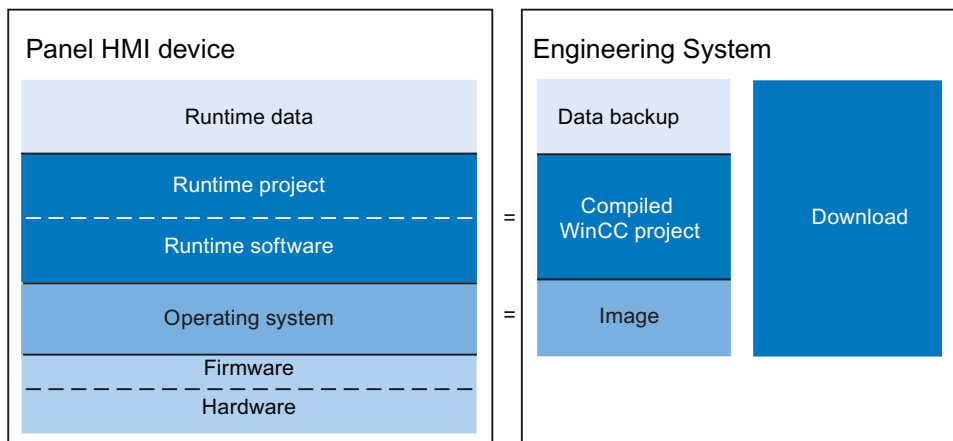 Panel HMI device
Runtime data
Runtime project
Runtime software
Operating system
Firmware
Hardware
=
=
Engineering System
Data backup
Compiled
WinCC project
Image
Download